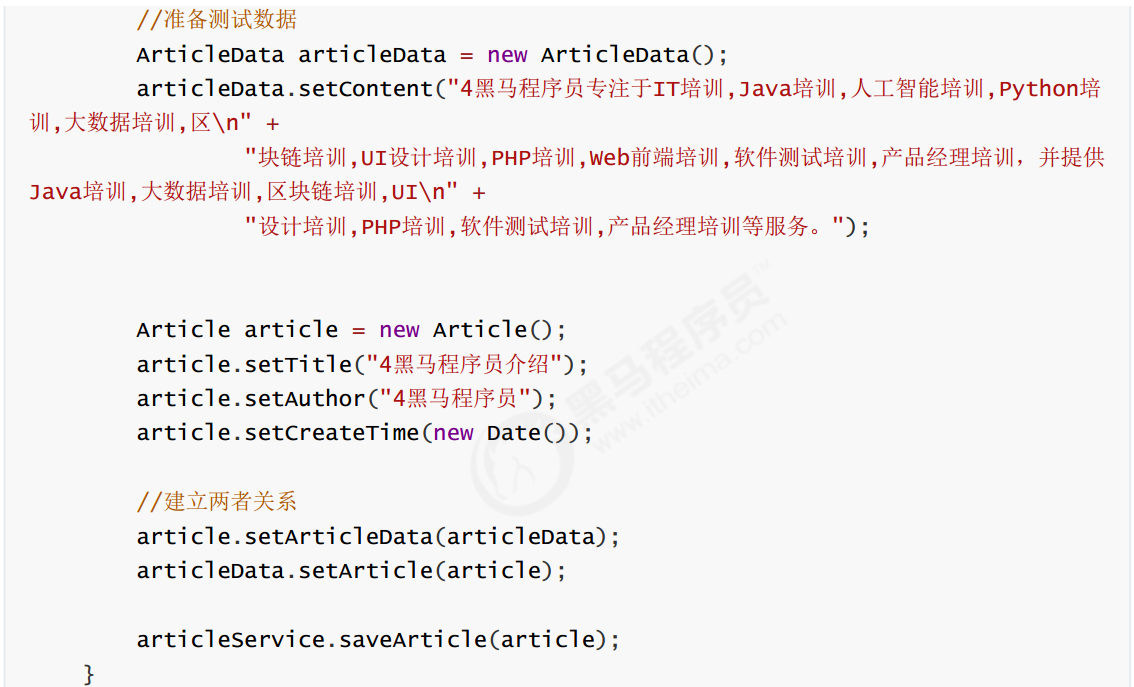 //准备测试数据
ArticleData articleData = new ArticleData();
articleData.setContent("4黑马程序员专注于IT培训,Java培训,人工智能培训,Python培
训,大数据培训,区\n" +
"块链培训,UI设计培训,PHP培训,Web前端培训,软件测试培训,产品经理培训，并提供
Java培训,大数据培训,区块链培训,UI\n" +
"设计培训,PHP培训,软件测试培训,产品经理培训等服务。");
Article article = new Article();
article.setTitle("4黑马程序员介绍");
article.setAuthor("4黑马程序员");
article.setCreateTime(new Date());
//建立两者关系
article.setArticleData(articleData);
articleData.setArticle(article);
articleService.saveArticle(article);
}
黑马程序员™
www.itheima.com